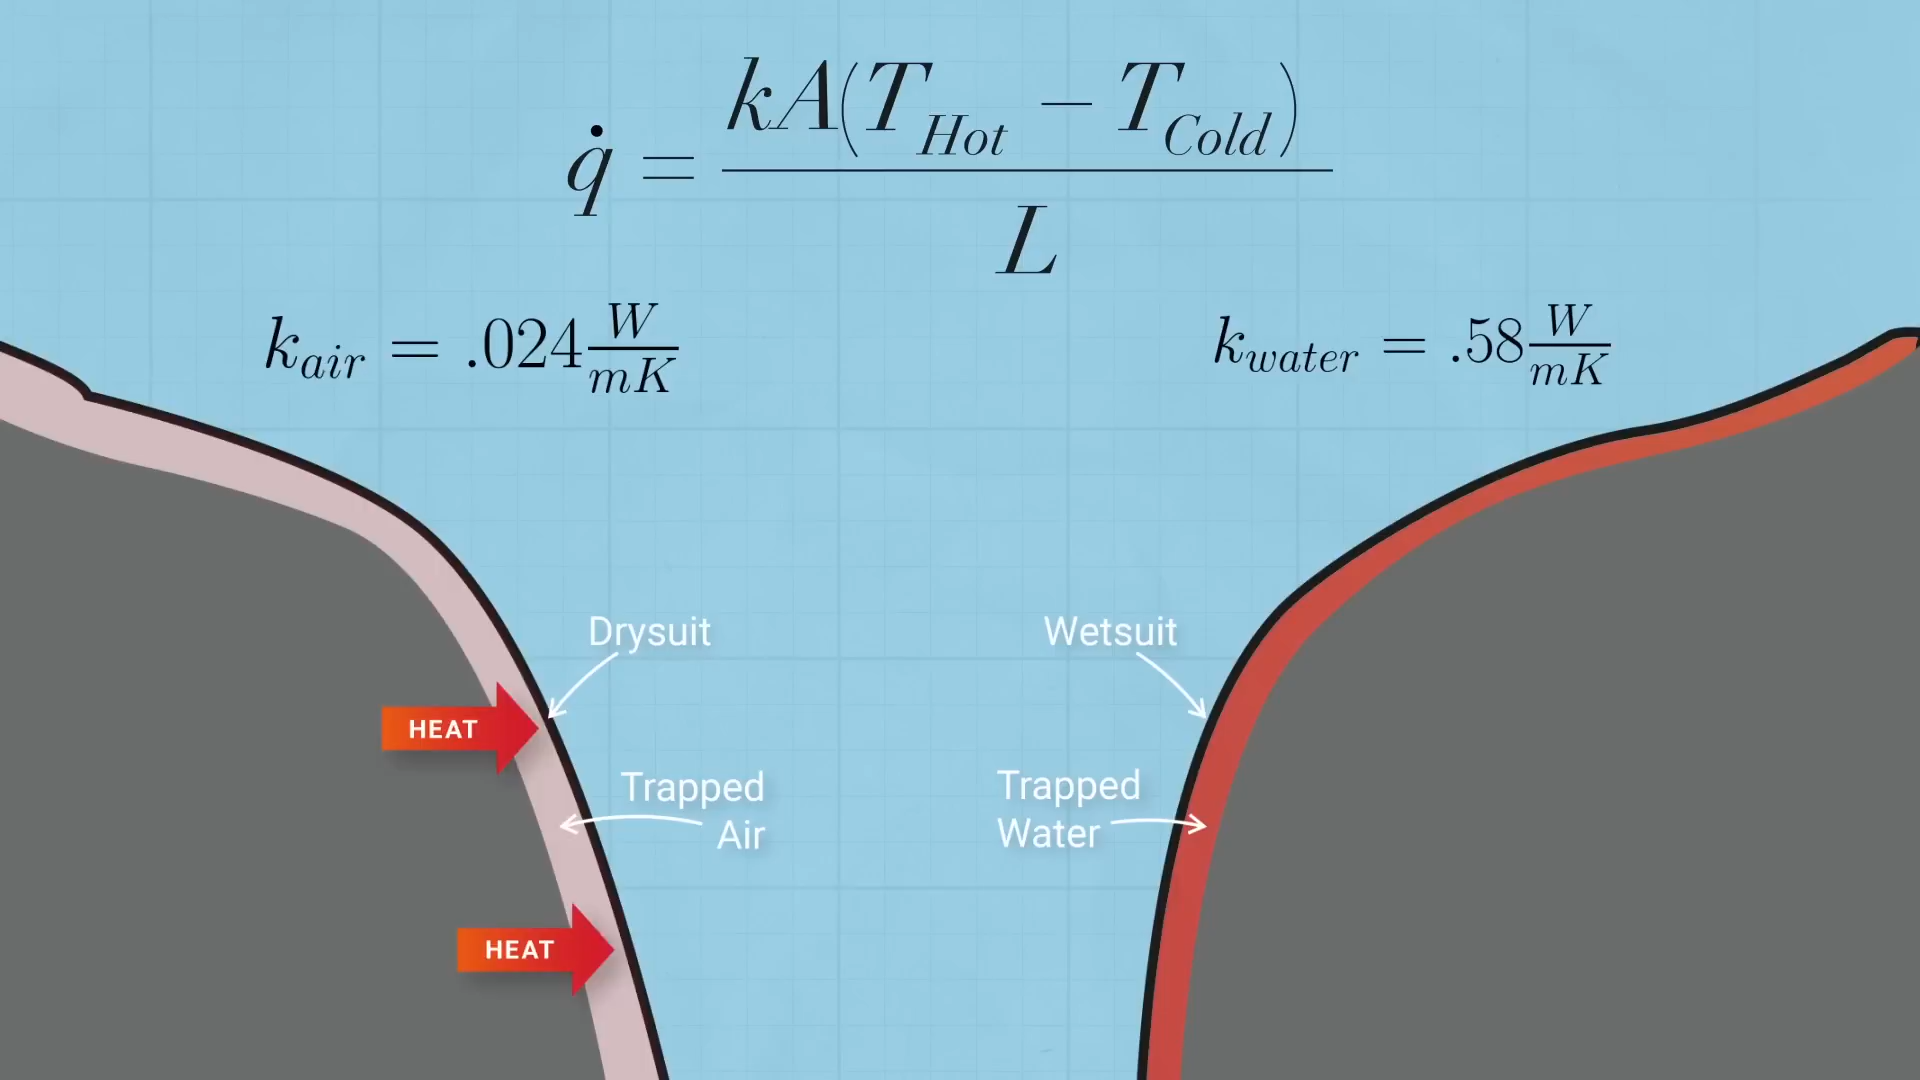 q̇ = kA(T_Hot − T_Cold) / L
k_air = .024 W/mK
k_water = .58 W/mK
Drysuit
Wetsuit
HEAT
Trapped
Air
Trapped
Water
HEAT